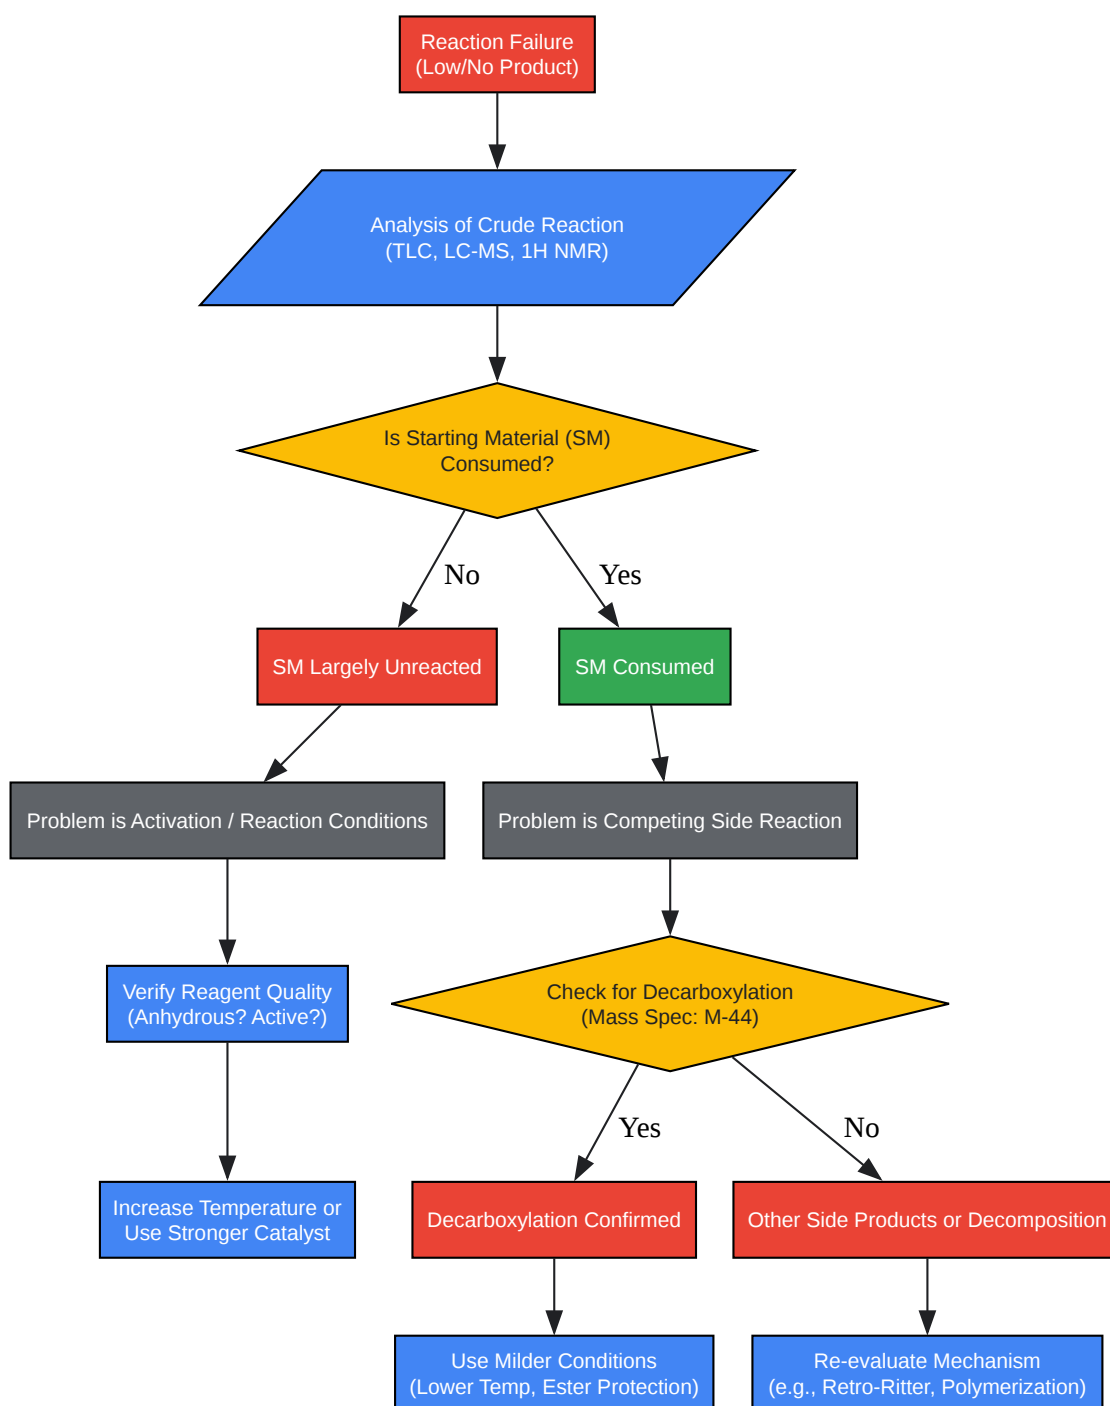 Reaction Failure
(Low/No Product)
Analysis of Crude Reaction
(TLC, LC-MS, 1H NMR)
Is Starting Material (SM)
Consumed?
No
Yes
SM Largely Unreacted
SM Consumed
Problem is Activation / Reaction Conditions
Problem is Competing Side Reaction
Verify Reagent Quality
(Anhydrous? Active?)
Check for Decarboxylation
(Mass Spec: M-44)
Yes
No
Increase Temperature or
Use Stronger Catalyst
Decarboxylation Confirmed
Other Side Products or Decomposition
Use Milder Conditions
(Lower Temp, Ester Protection)
Re-evaluate Mechanism
(e.g., Retro-Ritter, Polymerization)